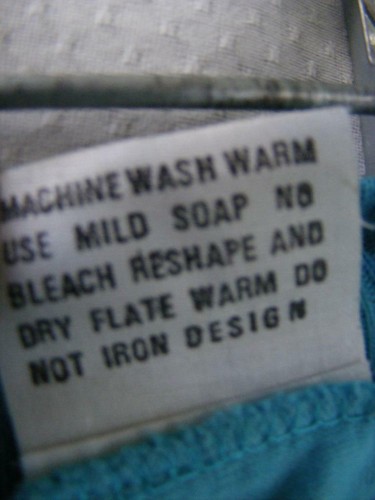 MACHINE WASH WARM
USE MILD SOAP NO
BLEACH RESHAPE AND
DRY FLATE WARM DO
NOT IRON DESIGN